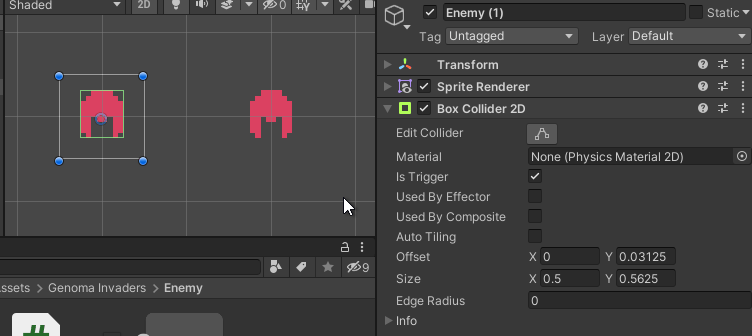 Shaded
2D
0
Enemy (1)
Static
Tag Untagged Layer Default
Transform
Sprite Renderer
Box Collider 2D
Edit Collider
Material None (Physics Material 2D)
Is Trigger
Used By Effector
Used By Composite
Auto Tiling
Offset X 0 Y 0.03125
Size X 0.5 Y 0.5625
Edge Radius 0
Info
9
ssets > Genoma Invaders > Enemy
#